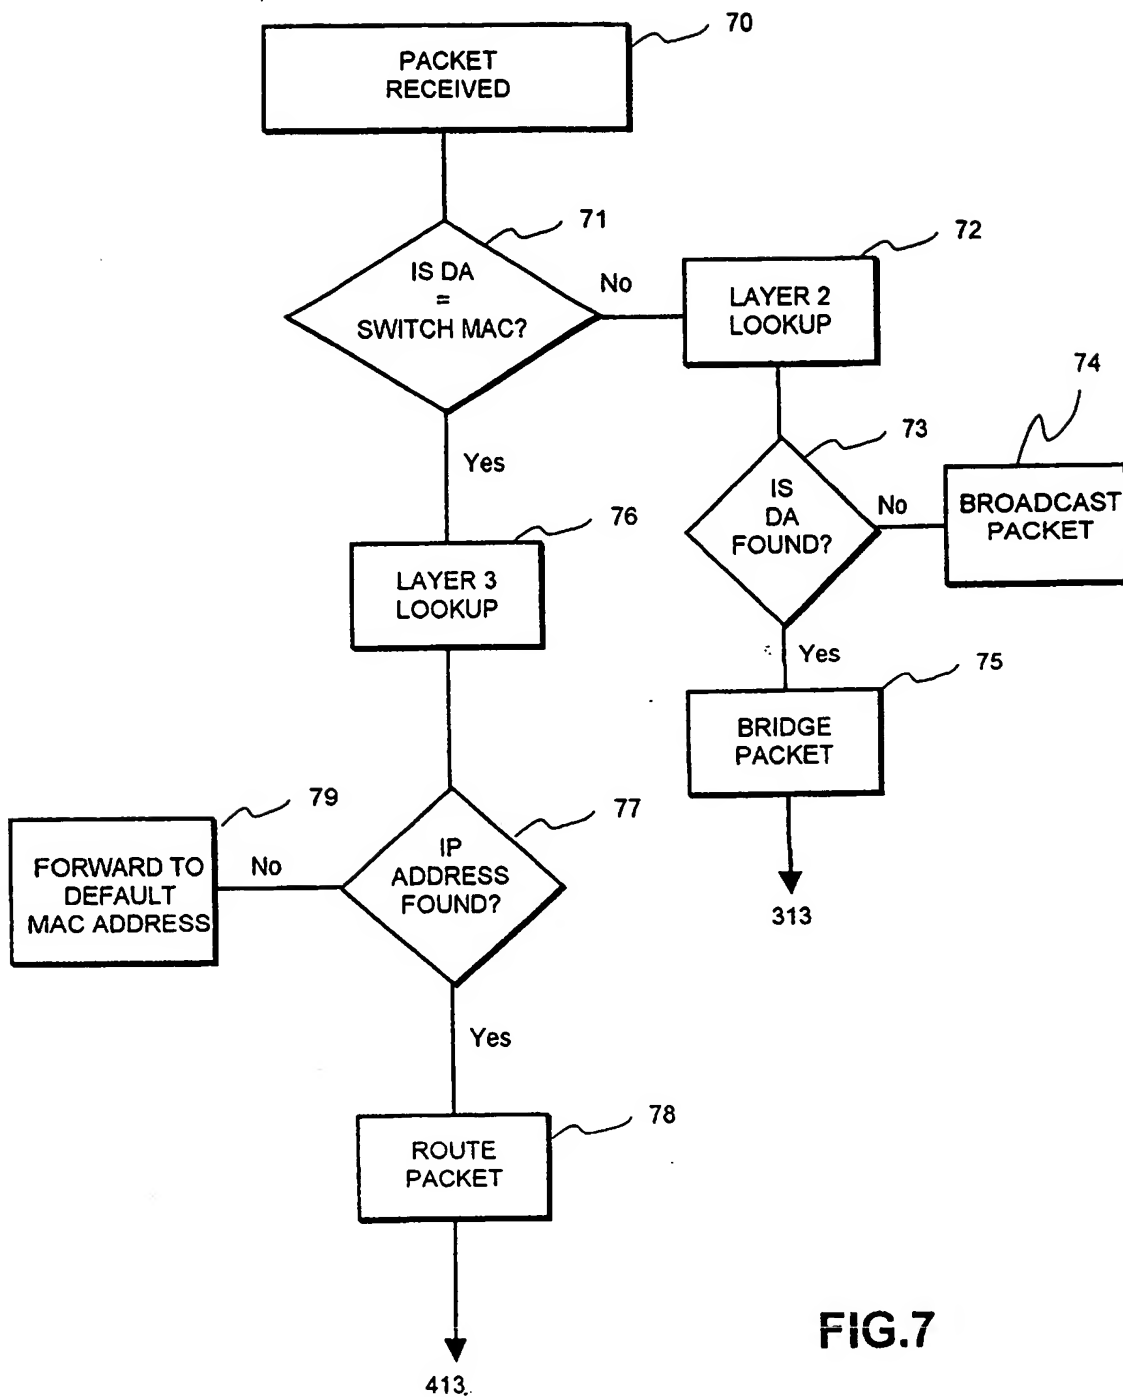 70
PACKET
RECEIVED
71
IS DA
=
SWITCH MAC?
No
72
LAYER 2
LOOKUP
74
73
IS
DA
FOUND?
No
BROADCAST
PACKET
Yes
76
LAYER 3
LOOKUP
Yes
75
BRIDGE
PACKET
313
79
FORWARD TO
DEFAULT
MAC ADDRESS
No
77
IP
ADDRESS
FOUND?
Yes
78
ROUTE
PACKET
413
FIG.7